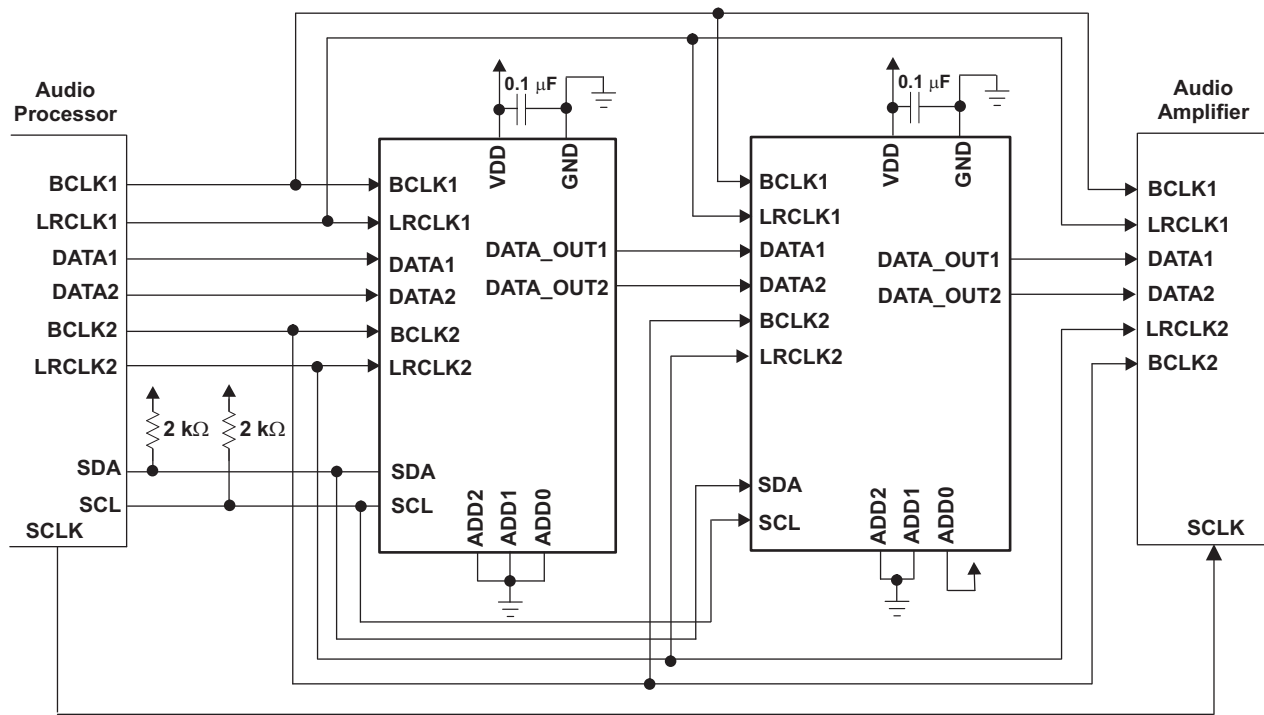 Audio
Processor
BCLK1
LRCLK1
DATA1
DATA2
BCLK2
LRCLK2
2 kΩ
2 kΩ
SDA
SCL
SCLK
0.1 μF
VDD
GND
BCLK1
LRCLK1
DATA1
DATA2
BCLK2
LRCLK2
DATA_OUT1
DATA_OUT2
SDA
SCL
ADD2
ADD1
ADD0
0.1 μF
VDD
GND
BCLK1
LRCLK1
DATA1
DATA2
BCLK2
LRCLK2
DATA_OUT1
DATA_OUT2
SDA
SCL
ADD2
ADD1
ADD0
Audio
Amplifier
BCLK1
LRCLK1
DATA1
DATA2
LRCLK2
BCLK2
SCLK